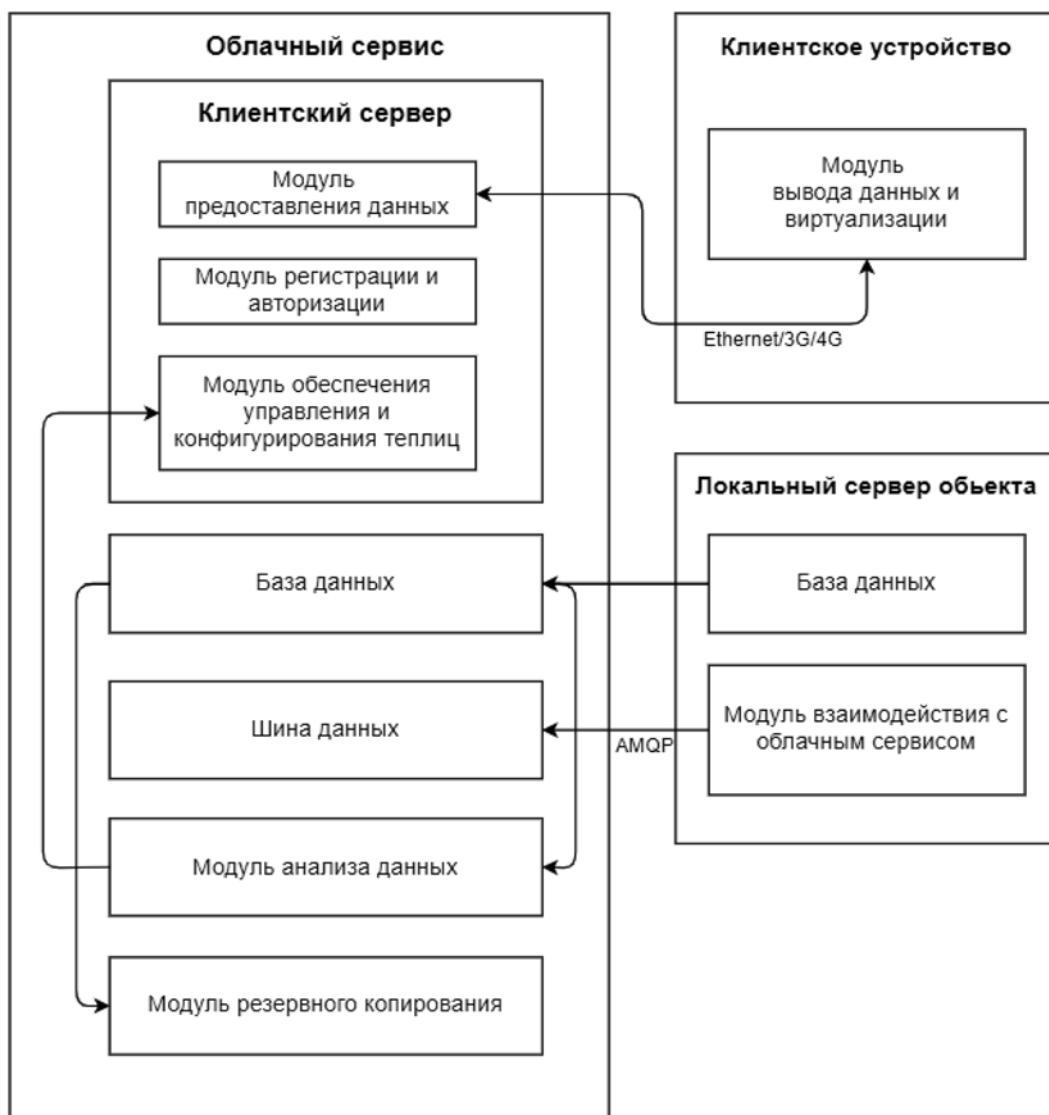 Облачный сервис
Клиентский сервер
Модуль
предоставления данных
Модуль регистрации и
авторизации
Модуль обеспечения
управления и
конфигурирования теплиц
База данных
Шина данных
Модуль анализа данных
Модуль резервного копирования
Клиентское устройство
Модуль
вывода данных и
виртуализации
Ethernet/3G/4G
Локальный сервер обьекта
База данных
Модуль взаимодействия с
облачным сервисом
AMQP